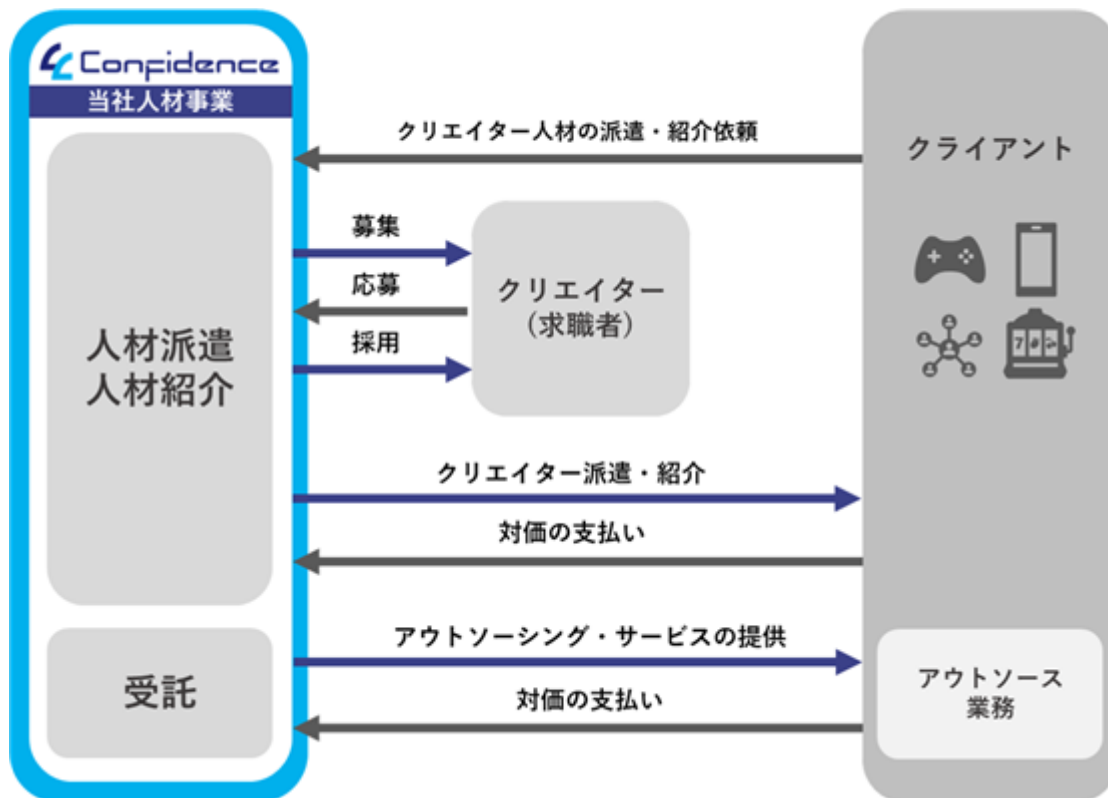 Confidence
当社人材事業
人材派遣
人材紹介
受託
クリエイター人材の派遣・紹介依頼
募集
応募
採用
クリエイター
(求職者)
クリエイター派遣・紹介
対価の支払い
アウトソーシング・サービスの提供
対価の支払い
クライアント
アウトソース
業務